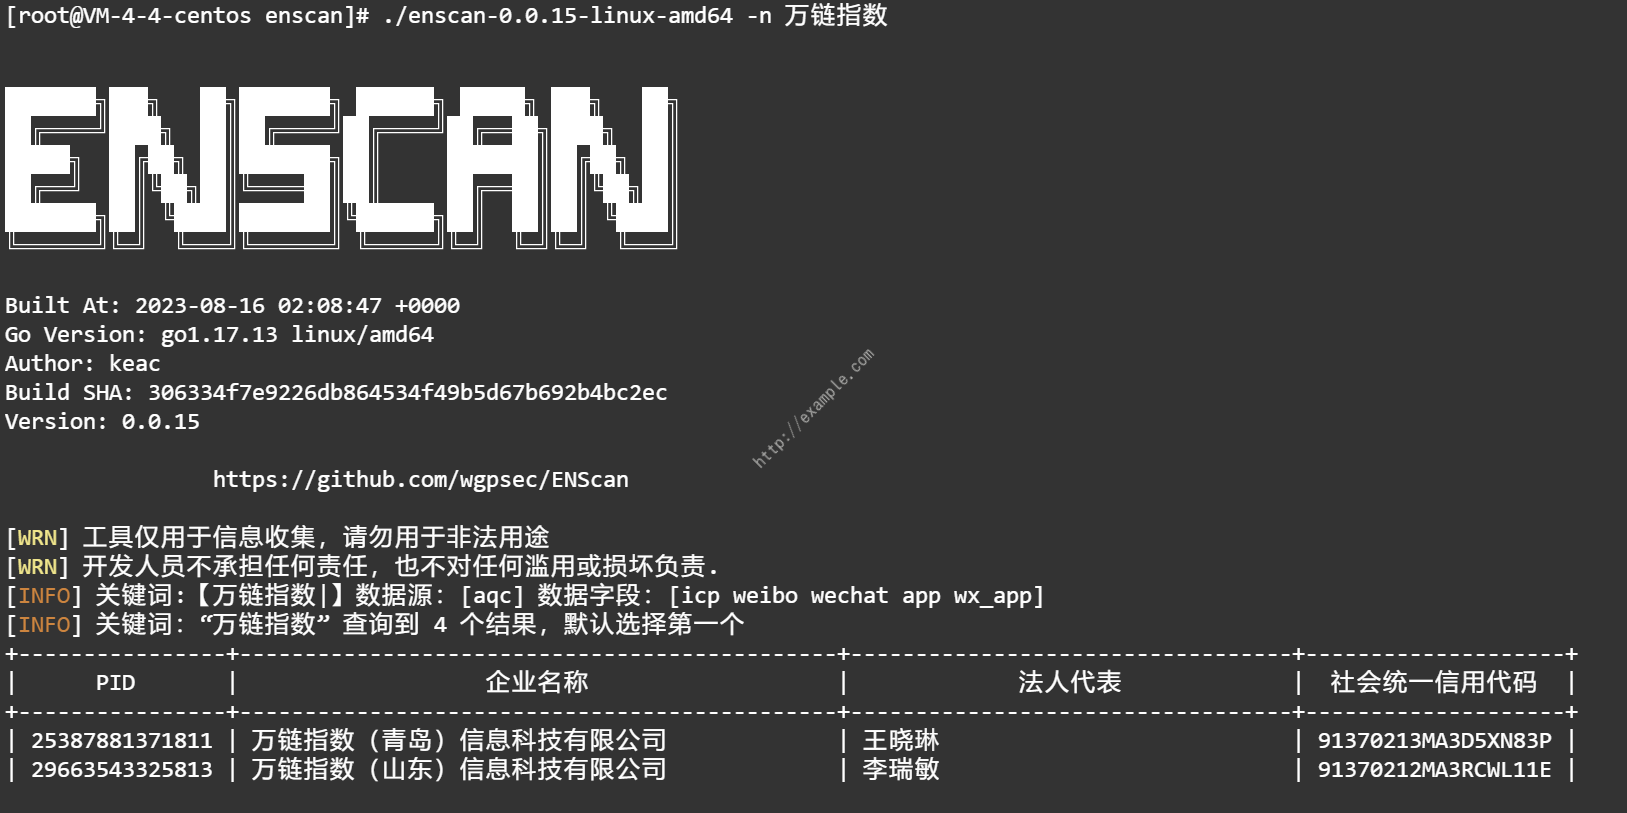 [root@VM-4-4-centos enscan]# ./enscan-0.0.15-linux-amd64 -n 万链指数
ENSCAN
Built At: 2023-08-16 02:08:47 +0000
Go Version: go1.17.13 linux/amd64
Author: keac
Build SHA: 306334f7e9226db864534f49b5d67b692b4bc2ec
Version: 0.0.15
http://example.com
https://github.com/wgpsec/ENScan
[WRN] 工具仅用于信息收集，请勿用于非法用途
[WRN] 开发人员不承担任何责任，也不对任何滥用或损坏负责.
[INFO] 关键词:【万链指数|】数据源：[aqc] 数据字段：[icp weibo wechat app wx_app]
[INFO] 关键词：“万链指数” 查询到 4 个结果，默认选择第一个
| PID | 企业名称 | 法人代表 | 社会统一信用代码 |
| 25387881371811 | 万链指数（青岛）信息科技有限公司 | 王晓琳 | 91370213MA3D5XN83P |
| 29663543325813 | 万链指数（山东）信息科技有限公司 | 李瑞敏 | 91370212MA3RCWL11E |